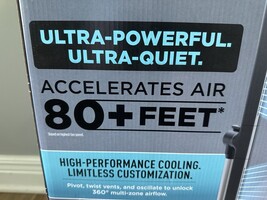 ULTRA-POWERFUL.
ULTRA-QUIET.
ACCELERATES AIR
80+ FEET*
HIGH-PERFORMANCE COOLING.
LIMITLESS CUSTOMIZATION.
Pivot, twist vents, and oscillate to unlock
360° multi-zone airflow.